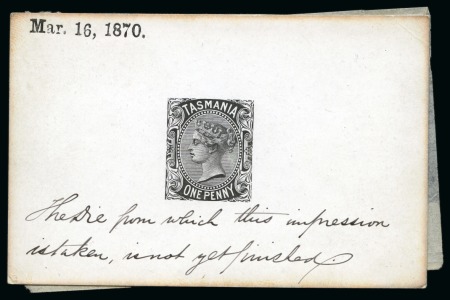 Mar. 16, 1870.
TASMANIA
ONE PENNY
The Die from which this impression
is taken, is not yet finished